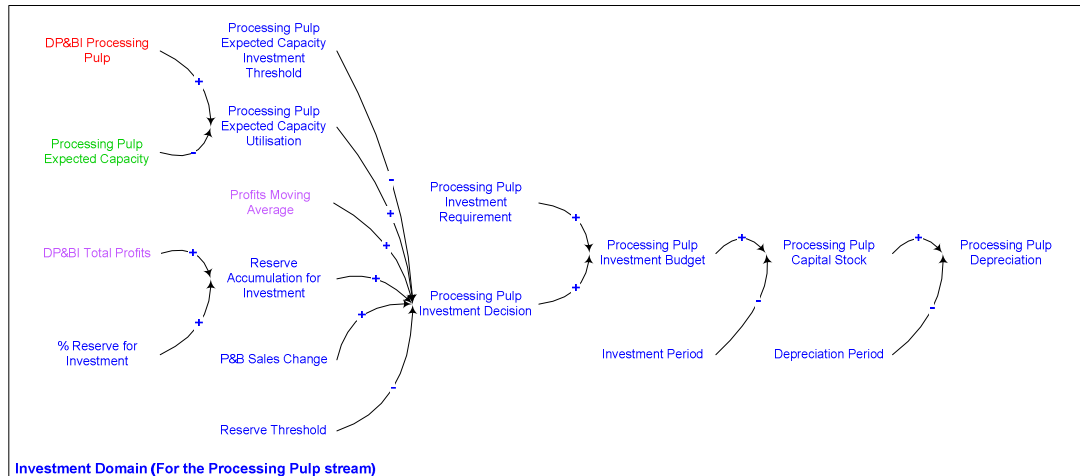 DP&BI Processing
Pulp
Processing Pulp
Expected Capacity
Investment
Threshold
+
Processing Pulp
Expected Capacity
Utilisation
Processing Pulp
Expected Capacity
-
-
Profits Moving
Average
+
Processing Pulp
Investment
Requirement
+
DP&BI Total Profits
+
+
Reserve
Accumulation for
Investment
+
Processing Pulp
Investment Budget
+
Processing Pulp
Capital Stock
+
Processing Pulp
Depreciation
Processing Pulp
Investment Decision
+
+
+
-
-
% Reserve for
Investment
P&B Sales Change
Investment Period
Depreciation Period
-
Reserve Threshold
Investment Domain (For the Processing Pulp stream)